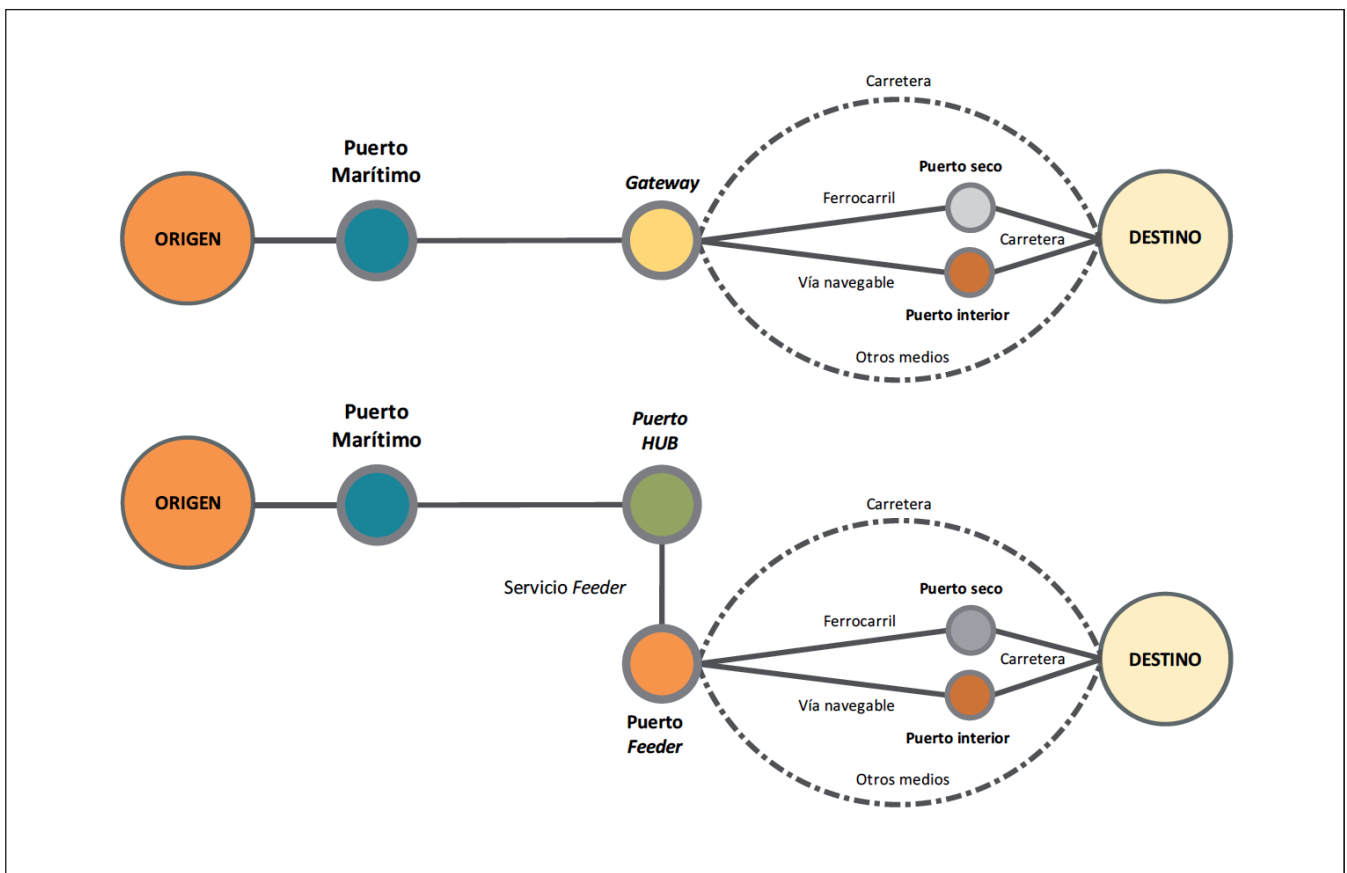 Carretera
Puerto
Marítimo
Gateway
Puerto seco
Ferrocarril
ORIGEN
Carretera
DESTINO
Vía navegable
Puerto interior
Otros medios
Puerto
Marítimo
Puerto
HUB
ORIGEN
Carretera
Servicio Feeder
Puerto seco
Ferrocarril
Carretera
DESTINO
Vía navegable
Puerto
Feeder
Puerto interior
Otros medios